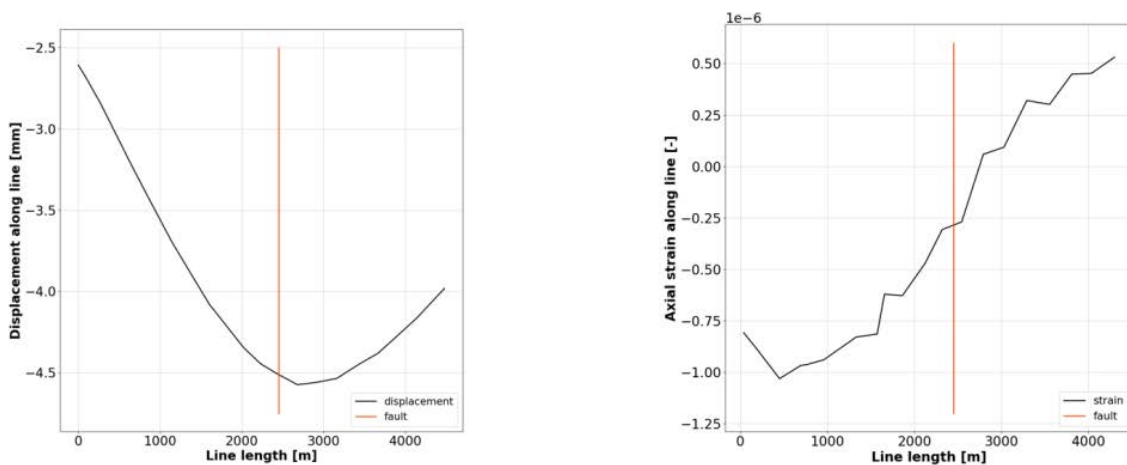 −2.5
−3.0
−3.5
−4.0
−4.5
Displacement along line [mm]
0 1000 2000 3000 4000
Line length [m]
displacement
fault
1e−6
0.50
0.25
0.00
−0.25
−0.50
−0.75
−1.00
−1.25
Axial strain along line [-]
0 1000 2000 3000 4000
Line length [m]
strain
fault